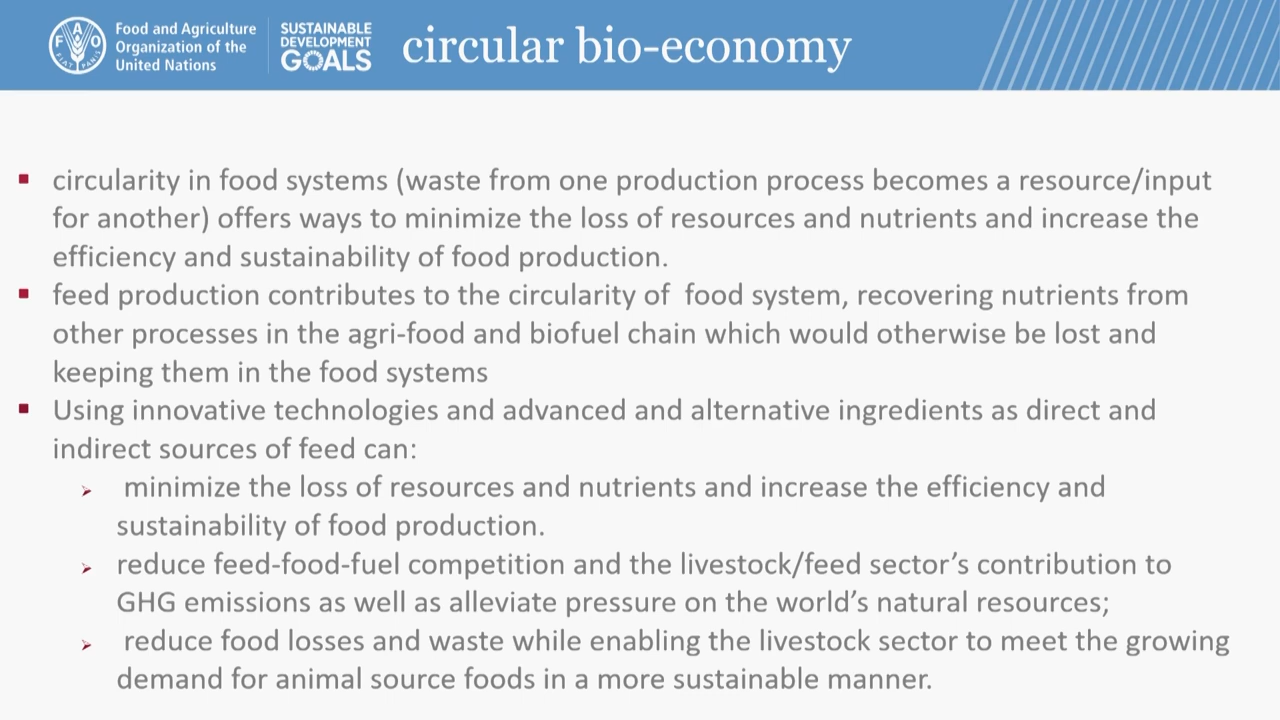 FAO
FIAT PANIS
Food and Agriculture
Organization of the
United Nations
SUSTAINABLE
DEVELOPMENT
GOALS
circular bio-economy
▪ circularity in food systems (waste from one production process becomes a resource/input
for another) offers ways to minimize the loss of resources and nutrients and increase the
efficiency and sustainability of food production.
▪ feed production contributes to the circularity of  food system, recovering nutrients from
other processes in the agri-food and biofuel chain which would otherwise be lost and
keeping them in the food systems
▪ Using innovative technologies and advanced and alternative ingredients as direct and
indirect sources of feed can:
➢ minimize the loss of resources and nutrients and increase the efficiency and
sustainability of food production.
➢ reduce feed-food-fuel competition and the livestock/feed sector’s contribution to
GHG emissions as well as alleviate pressure on the world’s natural resources;
➢ reduce food losses and waste while enabling the livestock sector to meet the growing
demand for animal source foods in a more sustainable manner.